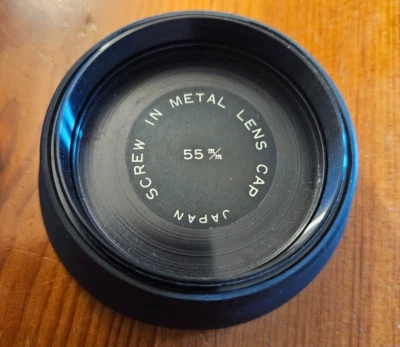 SCREW IN METAL LENS CAP
55 m/m
JAPAN